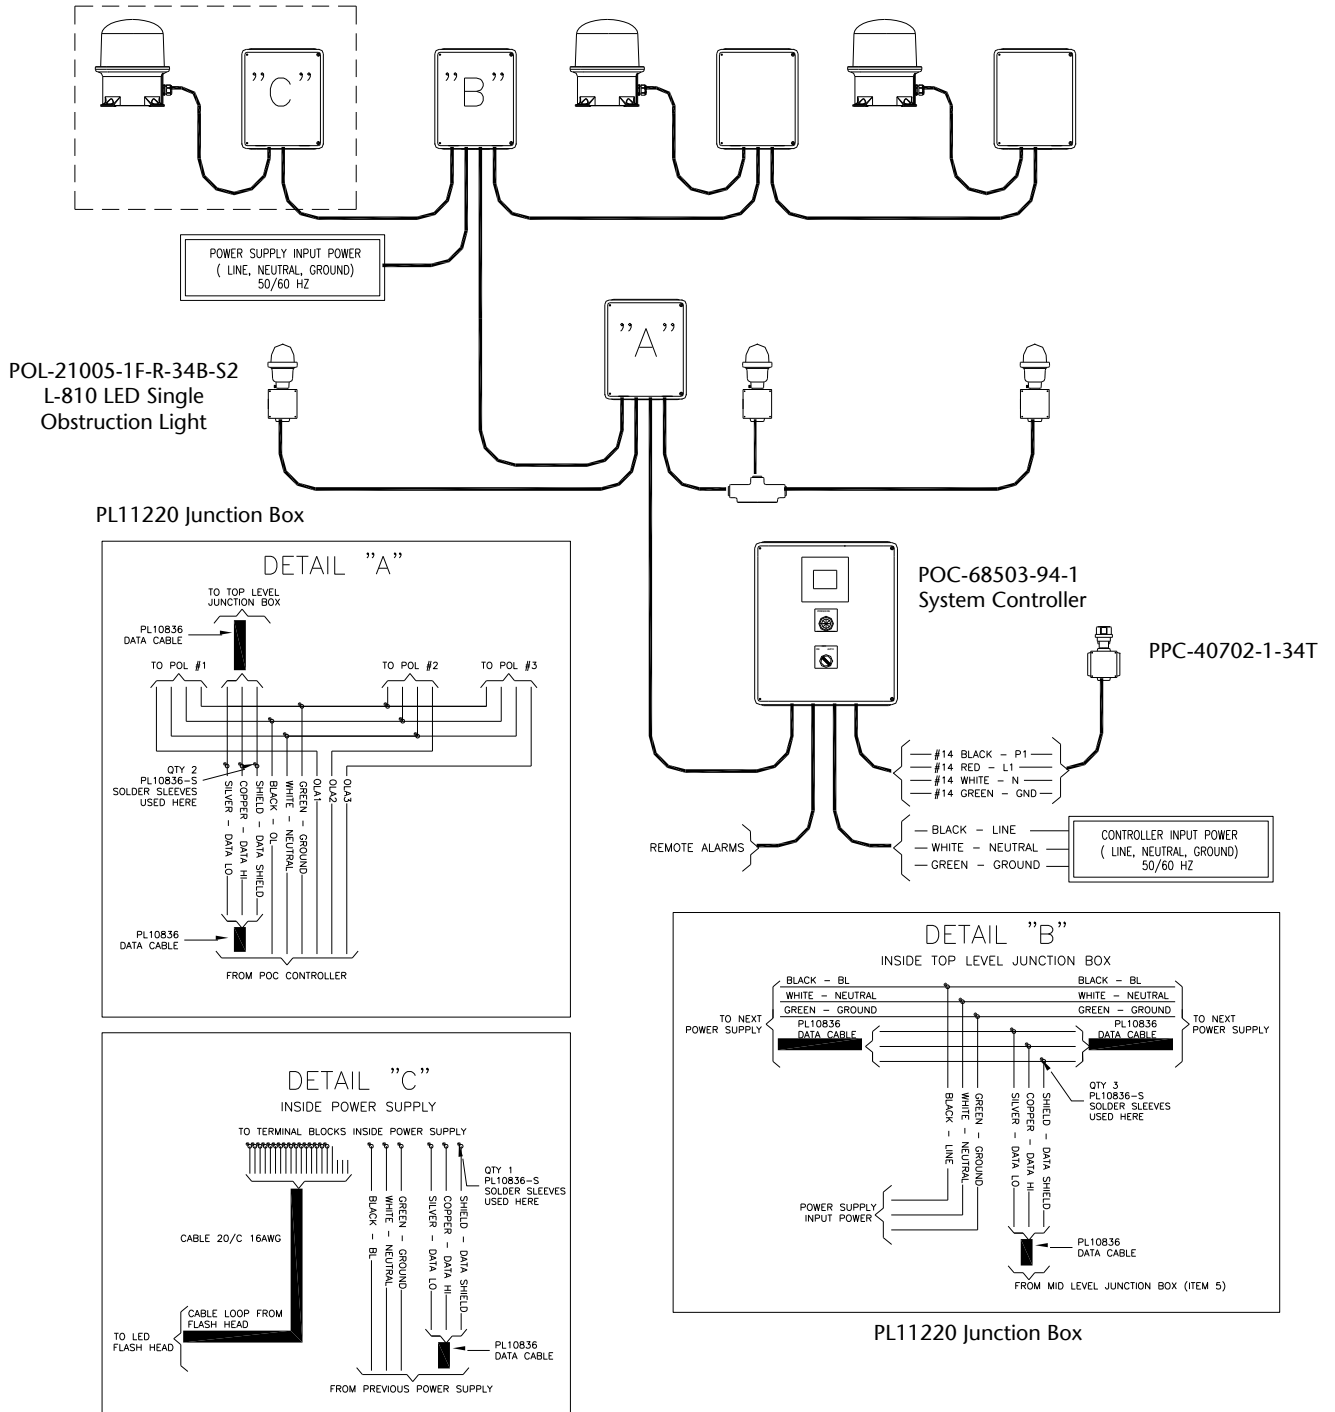 "C"
"B"
POWER SUPPLY INPUT POWER
( LINE, NEUTRAL, GROUND)
50/60 HZ
"A"
POL-21005-1F-R-34B-S2
L-810 LED Single
Obstruction Light
PL11220 Junction Box
DETAIL "A"
TO TOP LEVEL
JUNCTION BOX
PL10836
DATA CABLE
TO POL #1
TO POL #2
TO POL #3
QTY 2
PL10836-S
SOLDER SLEEVES
USED HERE
SILVER - DATA LO
COPPER - DATA HI
SHIELD - DATA SHIELD
BLACK - OL
WHITE - NEUTRAL
GREEN - GROUND
OLA1
OLA2
OLA3
PL10836
DATA CABLE
FROM POC CONTROLLER
POC-68503-94-1
System Controller
PPC-40702-1-34T
#14 BLACK - P1
#14 RED - L1
#14 WHITE - N
#14 GREEN - GND
REMOTE ALARMS
BLACK - LINE
WHITE - NEUTRAL
GREEN - GROUND
CONTROLLER INPUT POWER
( LINE, NEUTRAL, GROUND)
50/60 HZ
DETAIL "B"
INSIDE TOP LEVEL JUNCTION BOX
BLACK - BL
WHITE - NEUTRAL
GREEN - GROUND
PL10836
DATA CABLE
BLACK - BL
WHITE - NEUTRAL
GREEN - GROUND
PL10836
DATA CABLE
TO NEXT
POWER SUPPLY
TO NEXT
POWER SUPPLY
QTY 3
PL10836-S
SOLDER SLEEVES
USED HERE
BLACK - LINE
WHITE - NEUTRAL
GREEN - GROUND
SILVER - DATA LO
COPPER - DATA HI
SHIELD - DATA SHIELD
POWER SUPPLY
INPUT POWER
PL10836
DATA CABLE
FROM MID LEVEL JUNCTION BOX (ITEM 5)
PL11220 Junction Box
DETAIL "C"
INSIDE POWER SUPPLY
TO TERMINAL BLOCKS INSIDE POWER SUPPLY
QTY 1
PL10836-S
SOLDER SLEEVES
USED HERE
CABLE 20/C 16AWG
BLACK - BL
WHITE - NEUTRAL
GREEN - GROUND
SILVER - DATA LO
COPPER - DATA HI
SHIELD - DATA SHIELD
CABLE LOOP FROM
FLASH HEAD
TO LED
FLASH HEAD
PL10836
DATA CABLE
FROM PREVIOUS POWER SUPPLY